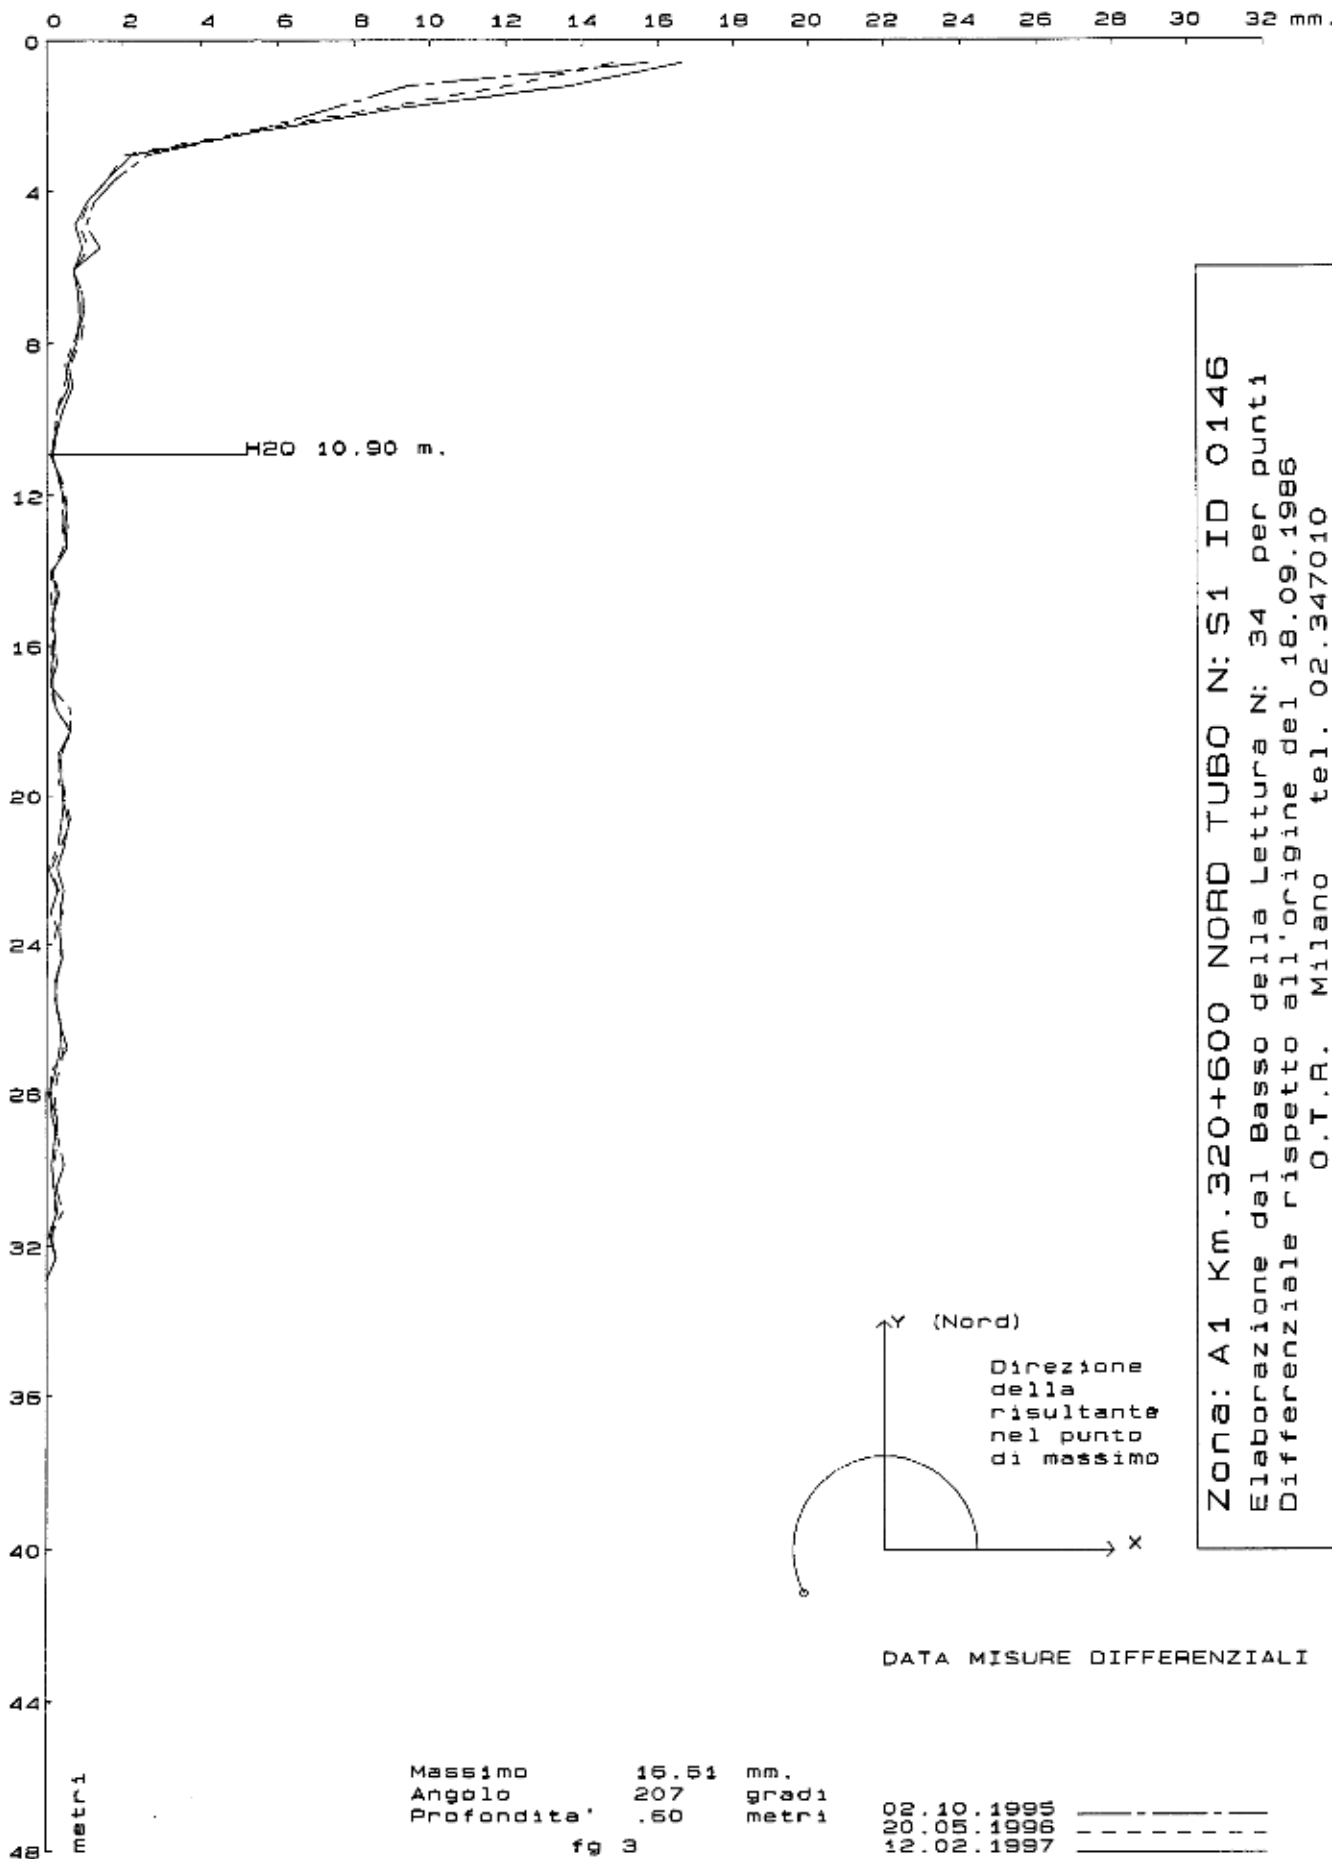 0 2 4 6 8 10 12 14 16 18 20 22 24 26 28 30 32 mm.
0
4
8
H2O 10.90 m.
12
16
20
24
28
32
36
40
44
48
metri
Zona: A1 Km.320+600 NORD TUBO N: S1 ID 0146
Elaborazione dal Basso della Lettura N: 34 per punti
Differenziale rispetto all'origine del 18.09.1986
O.T.R. Milano tel. 02.347010
Y (Nord)
Direzione
della
risultante
nel punto
di massimo
X
DATA MISURE DIFFERENZIALI
Massimo 16.51 mm.
Angolo 207 gradi
Profondita' .60 metri
fg 3
02.10.1995
20.05.1996
12.02.1997